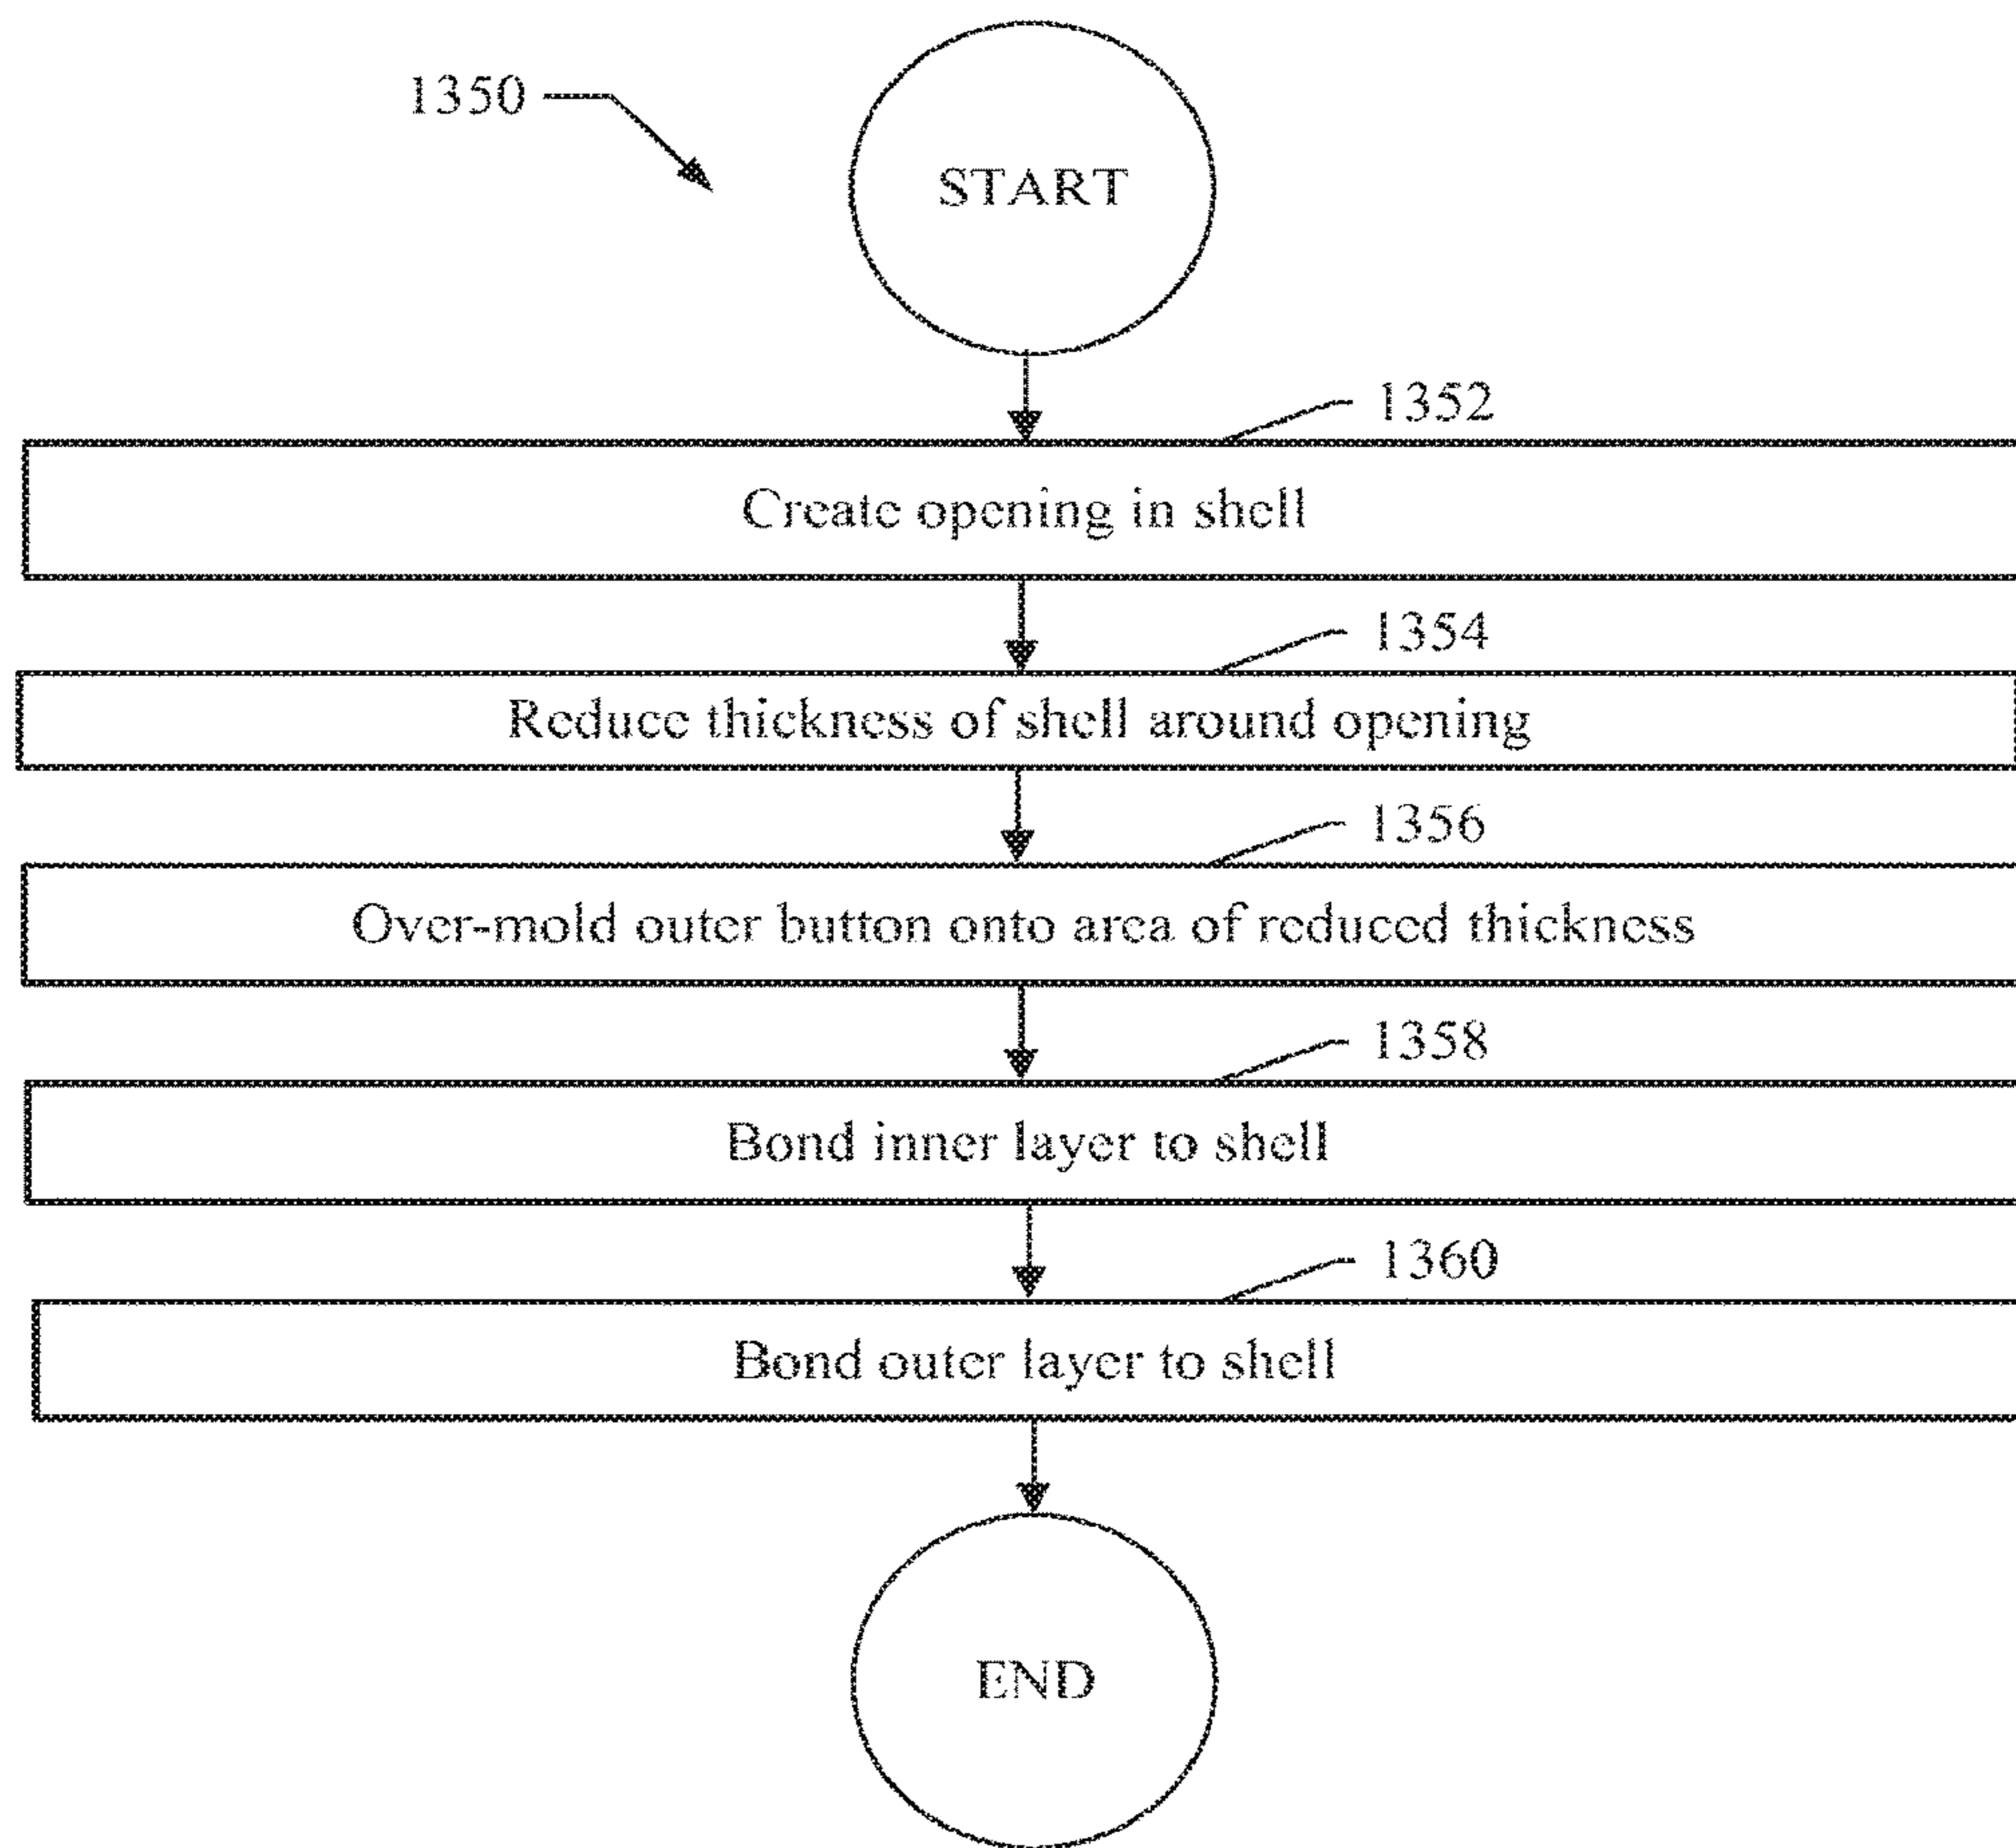 1350
START
1352
Create opening in shell
1354
Reduce thickness of shell around opening
1356
Over-mold outer button onto area of reduced thickness
1358
Bond inner layer to shell
1360
Bond outer layer to shell
END